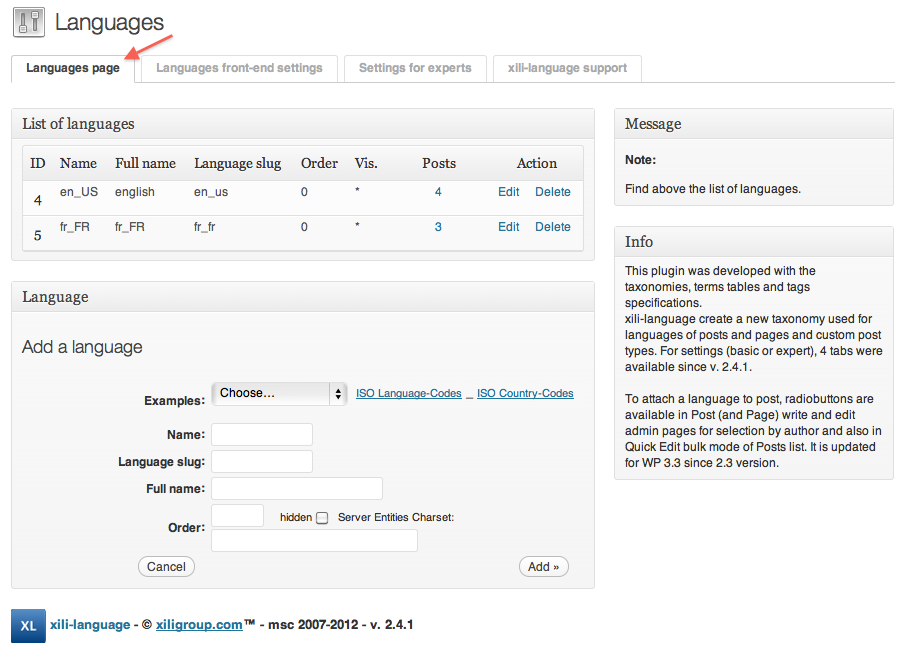 Languages
Languages page
Languages front-end settings
Settings for experts
xili-language support
List of languages
ID Name Full name Language slug Order Vis. Posts Action
4 en_US english en_us 0 * 4 Edit Delete
5 fr_FR fr_FR fr_fr 0 * 3 Edit Delete
Language
Add a language
Examples: Choose... ISO Language-Codes _ ISO Country-Codes
Name:
Language slug:
Full name:
Order: hidden Server Entities Charset:
Cancel Add »
Message
Note:
Find above the list of languages.
Info
This plugin was developed with the
taxonomies, terms tables and tags
specifications.
xili-language create a new taxonomy used for
languages of posts and pages and custom post
types. For settings (basic or expert), 4 tabs were
available since v. 2.4.1.
To attach a language to post, radiobuttons are
available in Post (and Page) write and edit
admin pages for selection by author and also in
Quick Edit bulk mode of Posts list. It is updated
for WP 3.3 since 2.3 version.
XL xili-language - © xiligroup.com™ - msc 2007-2012 - v. 2.4.1